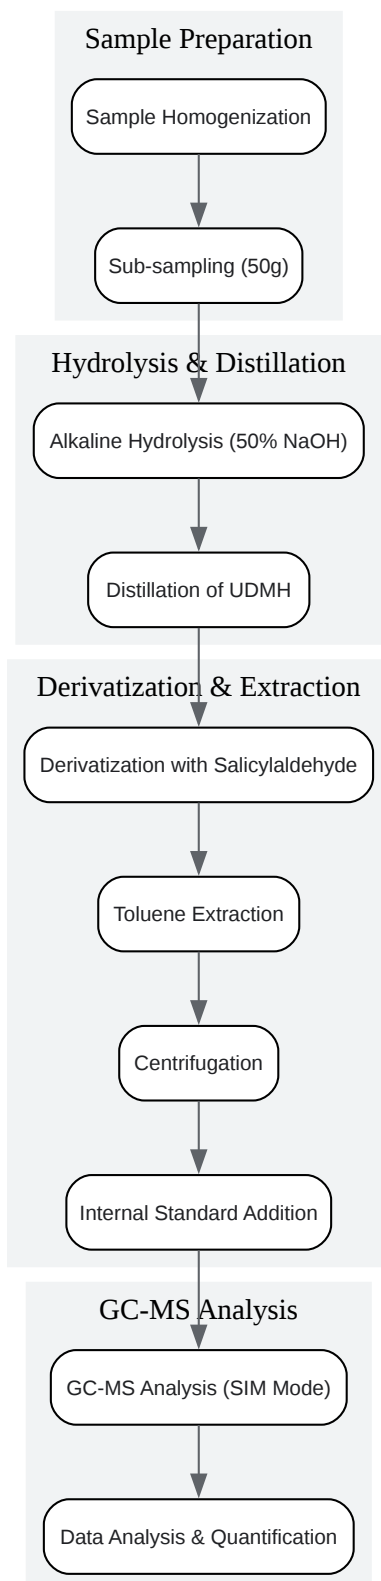 Sample Preparation
Sample Homogenization
Sub-sampling (50g)
Hydrolysis & Distillation
Alkaline Hydrolysis (50% NaOH)
Distillation of UDMH
Derivatization & Extraction
Derivatization with Salicylaldehyde
Toluene Extraction
Centrifugation
Internal Standard Addition
GC-MS Analysis
GC-MS Analysis (SIM Mode)
Data Analysis & Quantification